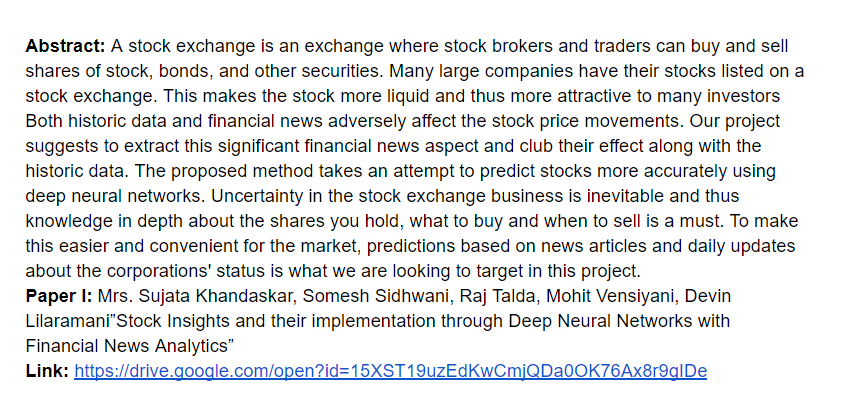 Abstract: A stock exchange is an exchange where stock brokers and traders can buy and sell
shares of stock, bonds, and other securities. Many large companies have their stocks listed on a
stock exchange. This makes the stock more liquid and thus more attractive to many investors
Both historic data and financial news adversely affect the stock price movements. Our project
suggests to extract this significant financial news aspect and club their effect along with the
historic data. The proposed method takes an attempt to predict stocks more accurately using
deep neural networks. Uncertainty in the stock exchange business is inevitable and thus
knowledge in depth about the shares you hold, what to buy and when to sell is a must. To make
this easier and convenient for the market, predictions based on news articles and daily updates
about the corporations' status is what we are looking to target in this project.
Paper I: Mrs. Sujata Khandaskar, Somesh Sidhwani, Raj Talda, Mohit Vensiyani, Devin
Lilaramani”Stock Insights and their implementation through Deep Neural Networks with
Financial News Analytics”
Link: https://drive.google.com/open?id=15XST19uzEdKwCmjQDa0OK76Ax8r9glDe